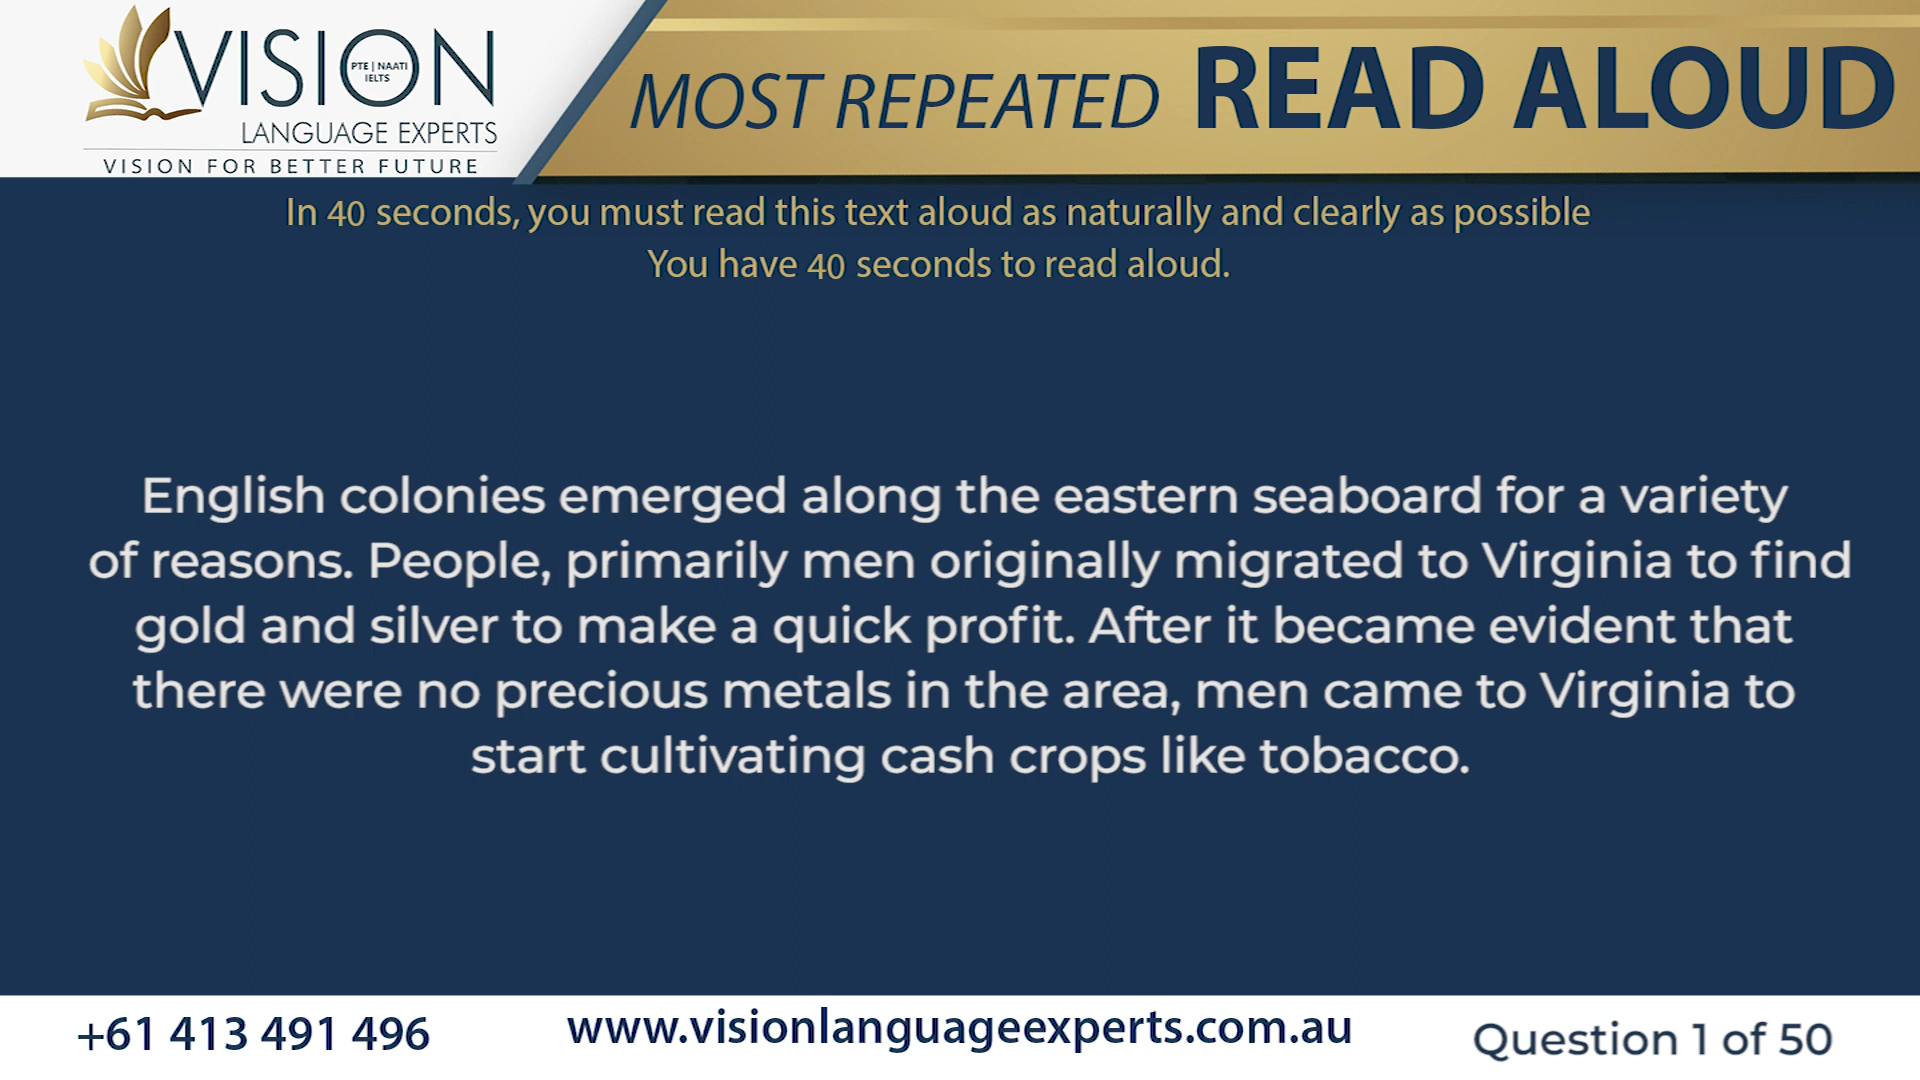 VISION
PTE | NAATI
IELTS
LANGUAGE EXPERTS
VISION FOR BETTER FUTURE
MOST REPEATED READ ALOUD
In 40 seconds, you must read this text aloud as naturally and clearly as possible
You have 40 seconds to read aloud.
English colonies emerged along the eastern seaboard for a variety
of reasons. People, primarily men originally migrated to Virginia to find
gold and silver to make a quick profit. After it became evident that
there were no precious metals in the area, men came to Virginia to
start cultivating cash crops like tobacco.
+61 413 491 496
www.visionlanguageexperts.com.au
Question 1 of 50